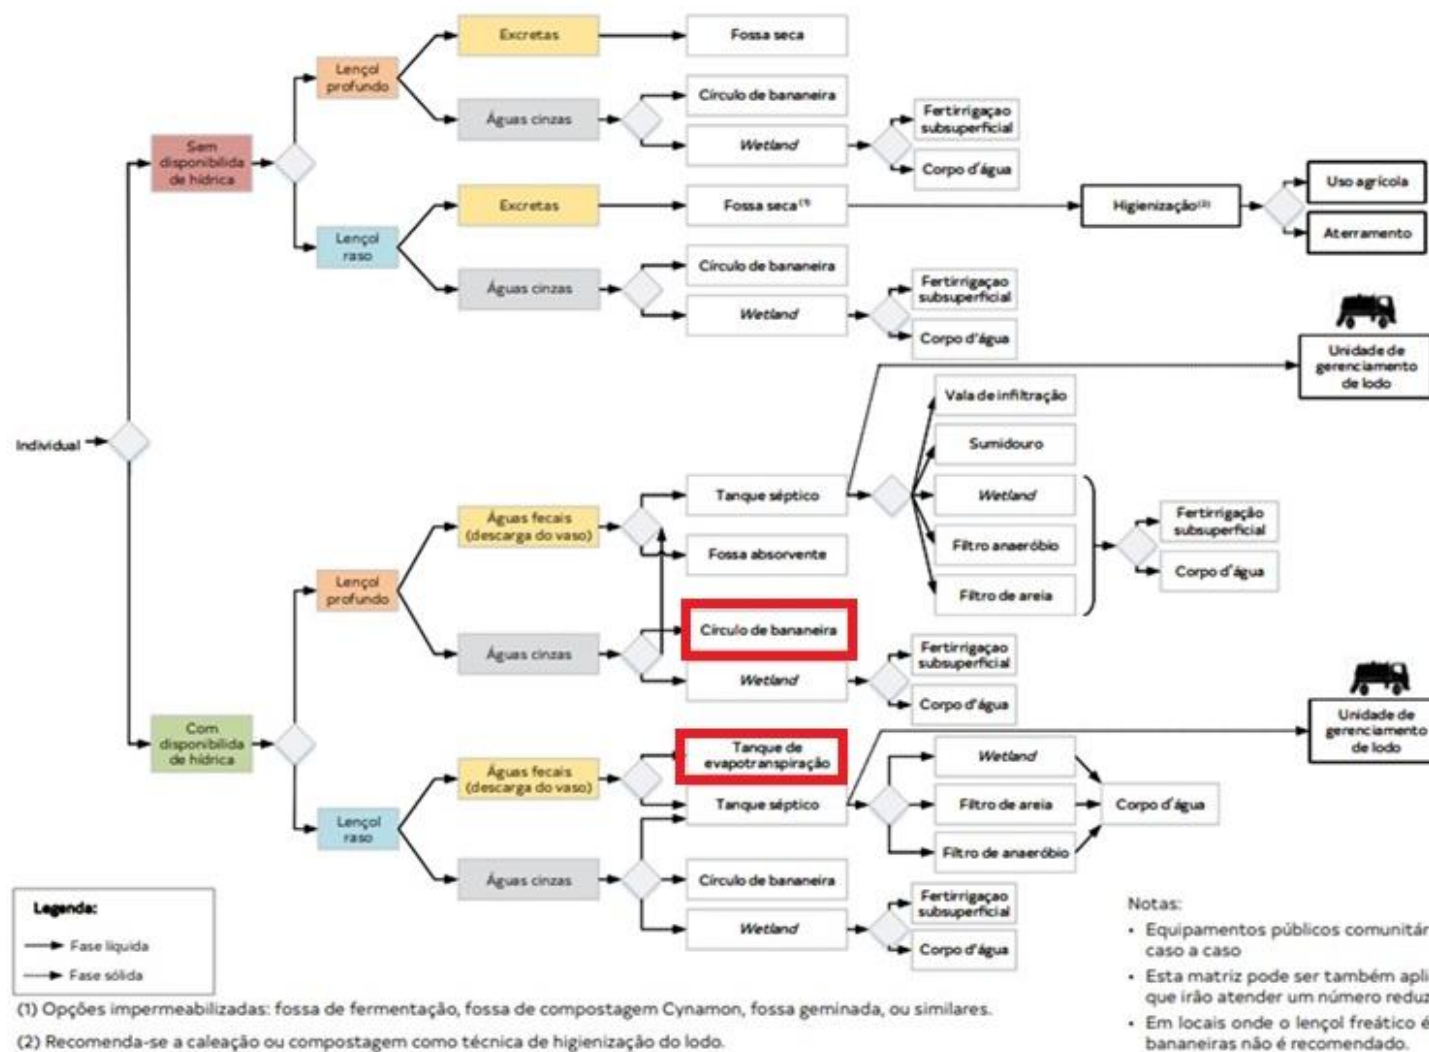 Excretas
Fossa seca
Lençol
profundo
Círculo de bananeira
Águas cinzas
Wetland
Fertirrigaçao
subsuperficial
Corpo d'água
Sem
disponibilida
de hídrica
Excretas
Fossa seca (1)
Higienização(2)
Uso agrícola
Aterramento
Lençol
raso
Círculo de bananeira
Águas cinzas
Wetland
Fertirrigaçao
subsuperficial
Corpo d'água
Unidade de
gerenciamento
de lodo
Individual
Vala de infiltração
Sumidouro
Tanque séptico
Wetland
Águas fecais
(descarga do vaso)
Fossa absorvente
Filtro anaeróbio
Filtro de areia
Fertirrigação
subsuperficial
Corpo d'água
Lençol
profundo
Círculo de bananeira
Águas cinzas
Wetland
Fertirrigaçao
subsuperficial
Corpo d'água
Com
disponibilida
de hídrica
Unidade de
gerenciamento
de lodo
Tanque de
evapotranspiração
Águas fecais
(descarga do vaso)
Tanque séptico
Wetland
Filtro de areia
Filtro de anaeróbio
Corpo d'água
Lençol
raso
Águas cinzas
Círculo de bananeira
Wetland
Fertirrigaçao
subsuperficial
Corpo d'água
Legenda:
Fase líquida
Fase sólida
Notas:
• Equipamentos públicos comunitár
caso a caso
• Esta matriz pode ser também apli
que irão atender um número reduz
• Em locais onde o lençol freático é
bananeiras não é recomendado.
(1) Opções impermeabilizadas: fossa de fermentação, fossa de compostagem Cynamon, fossa geminada, ou similares.
(2) Recomenda-se a caleação ou compostagem como técnica de higienização do lodo.